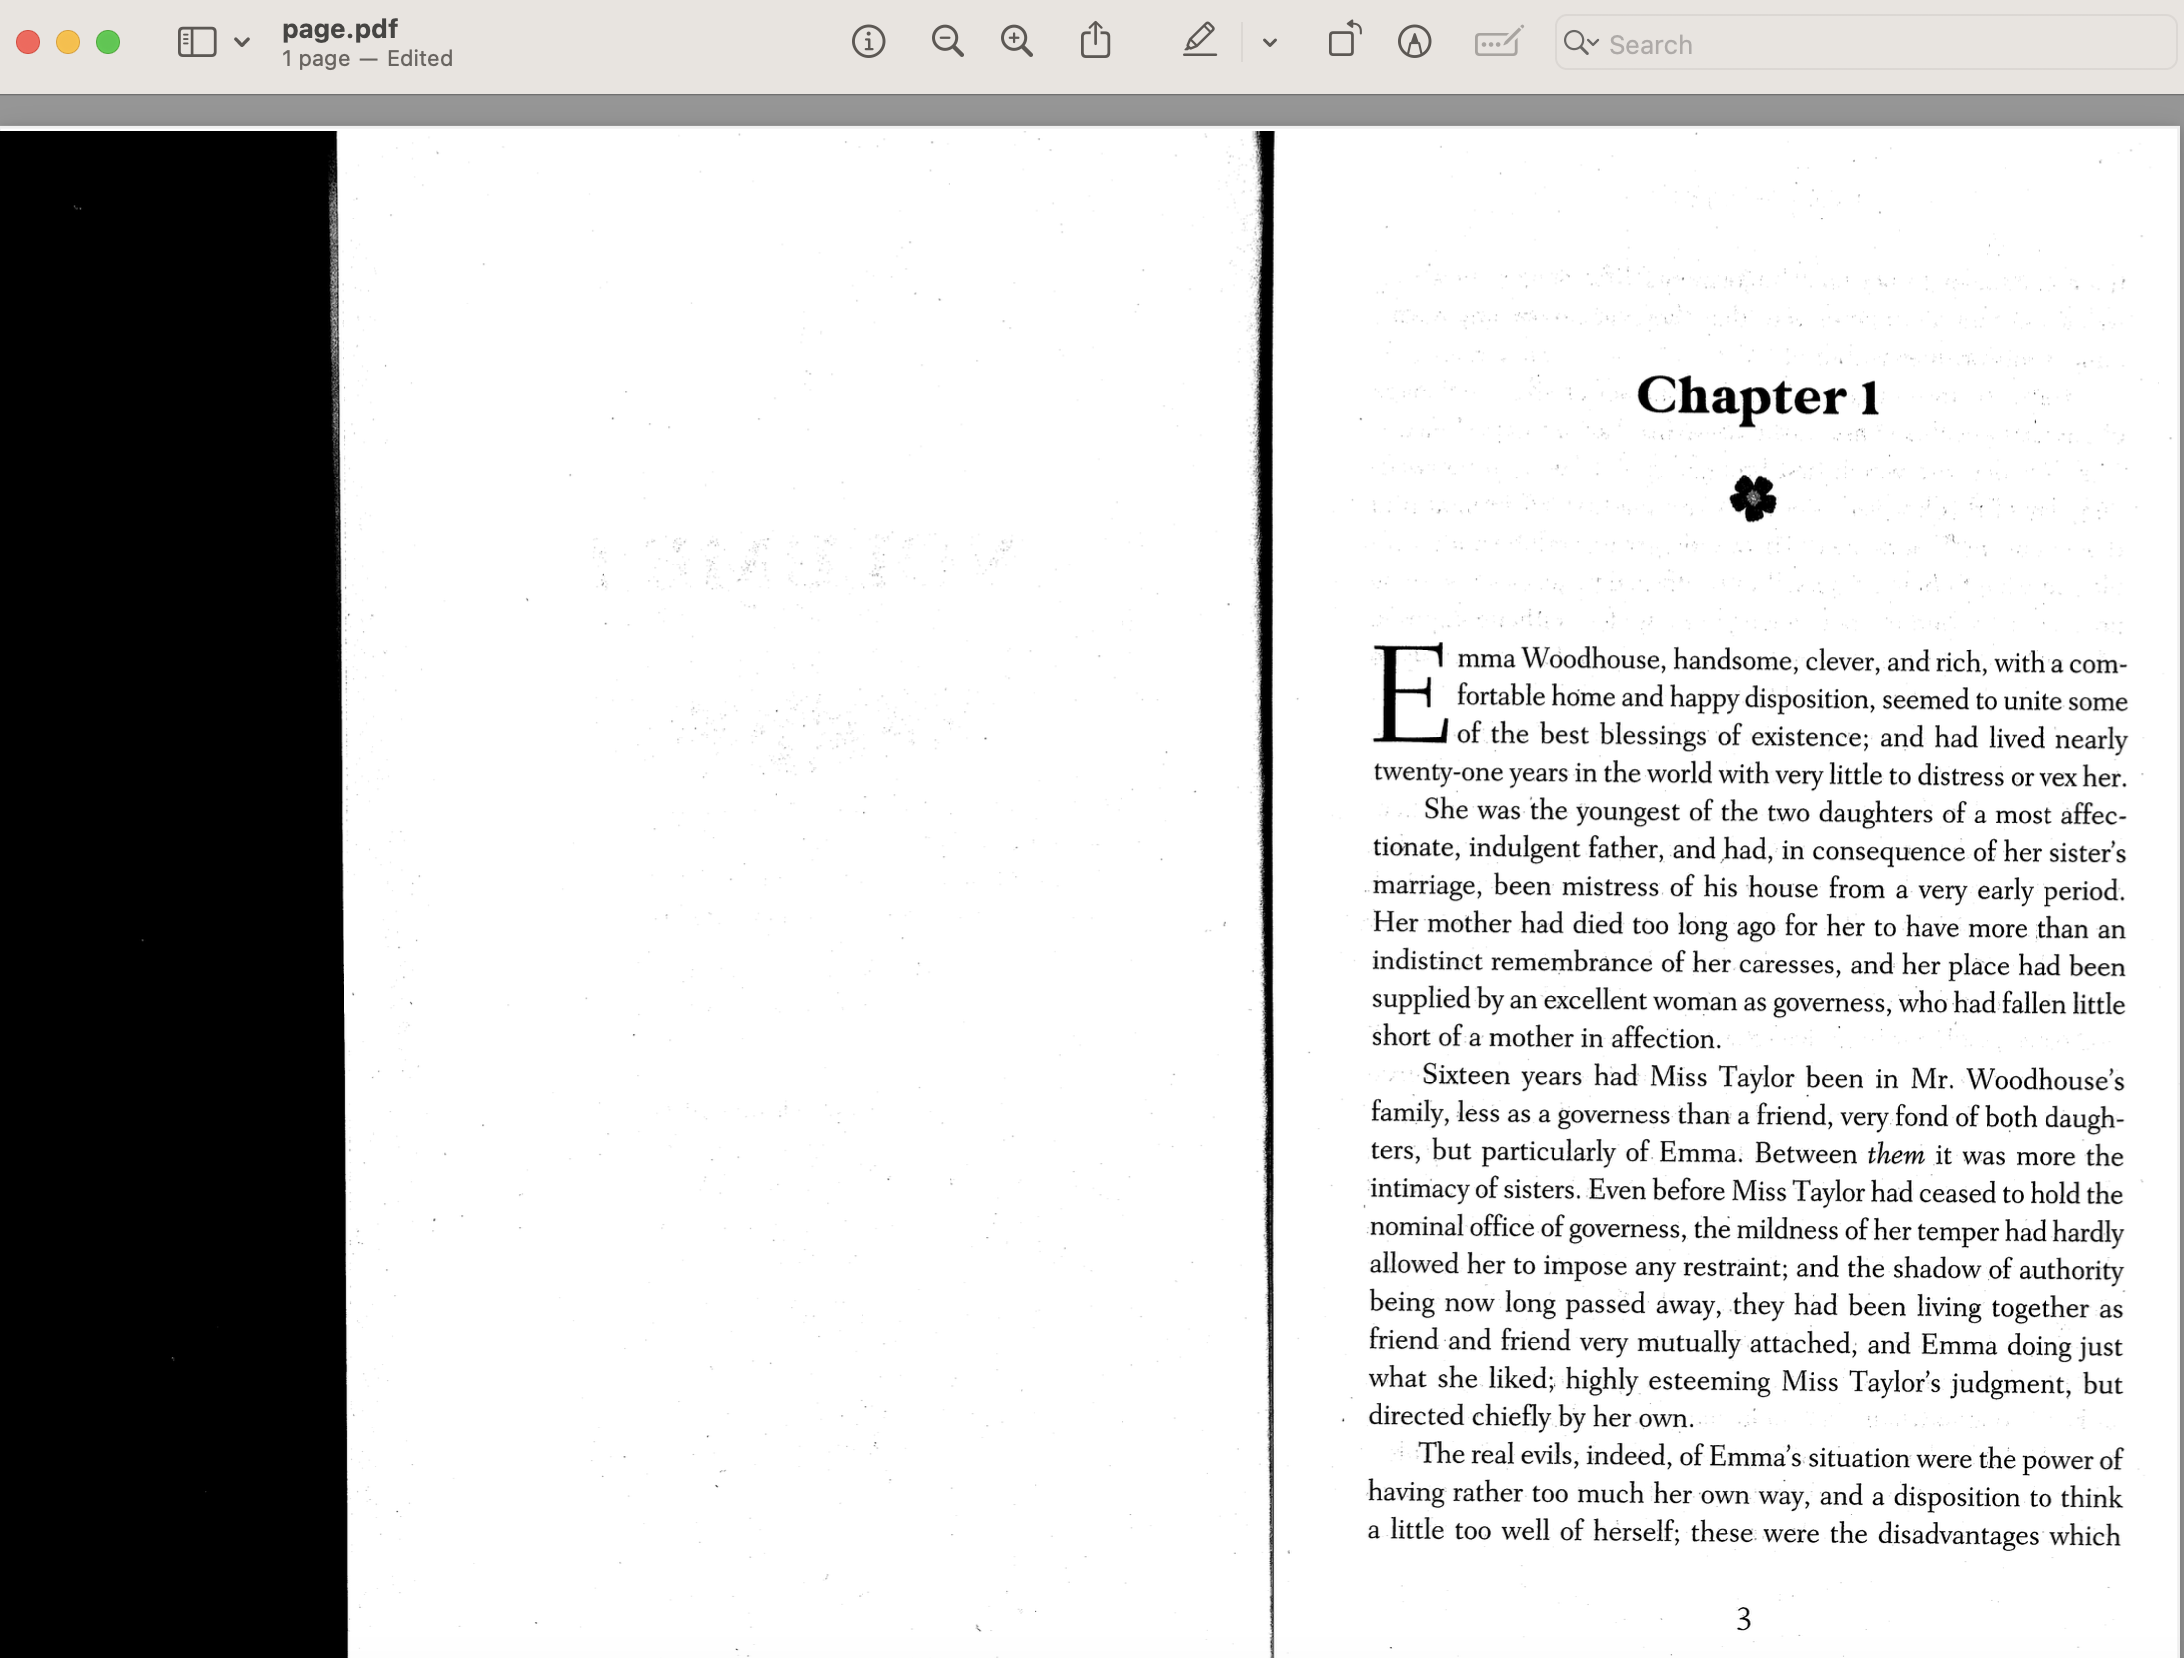 page.pdf
1 page — Edited
Search
Chapter 1
Emma Woodhouse, handsome, clever, and rich, with a com-
fortable home and happy disposition, seemed to unite some
of the best blessings of existence; and had lived nearly
twenty-one years in the world with very little to distress or vex her.
She was the youngest of the two daughters of a most affec-
tionate, indulgent father, and had, in consequence of her sister’s
marriage, been mistress of his house from a very early period.
Her mother had died too long ago for her to have more than an
indistinct remembrance of her caresses, and her place had been
supplied by an excellent woman as governess, who had fallen little
short of a mother in affection.
Sixteen years had Miss Taylor been in Mr. Woodhouse’s
family, less as a governess than a friend, very fond of both daugh-
ters, but particularly of Emma. Between them it was more the
intimacy of sisters. Even before Miss Taylor had ceased to hold the
nominal office of governess, the mildness of her temper had hardly
allowed her to impose any restraint; and the shadow of authority
being now long passed away, they had been living together as
friend and friend very mutually attached, and Emma doing just
what she liked; highly esteeming Miss Taylor’s judgment, but
directed chiefly by her own.
The real evils, indeed, of Emma’s situation were the power of
having rather too much her own way, and a disposition to think
a little too well of herself; these were the disadvantages which
3